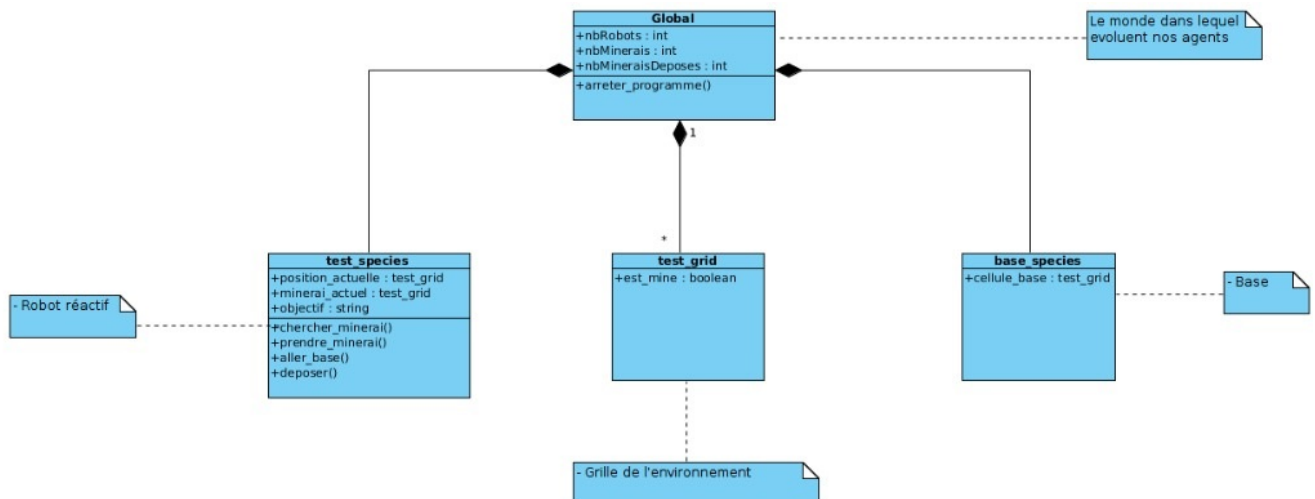 Global
+nbRobots : int
+nbMinerais : int
+nbMineraisDeposes : int
+arreter_programme()
Le monde dans lequel
evoluent nos agents
1
*
test_species
+position_actuelle : test_grid
+minerai_actuel : test_grid
+objectif : string
+chercher_minerai()
+prendre_minerai()
+aller_base()
+deposer()
- Robot réactif
test_grid
+est_mine : boolean
base_species
+cellule_base : test_grid
- Base
- Grille de l'environnement